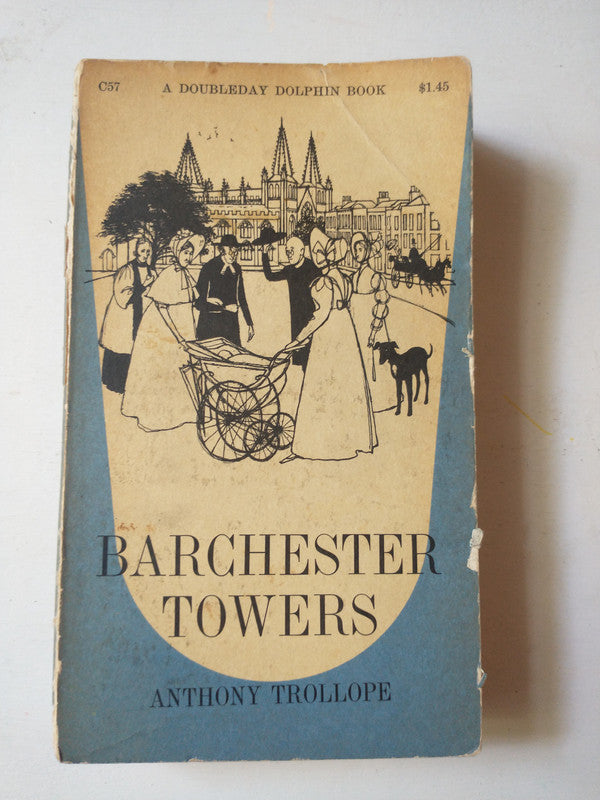 C57 A DOUBLEDAY DOLPHIN BOOK $1.45
BARCHESTER
TOWERS
ANTHONY TROLLOPE